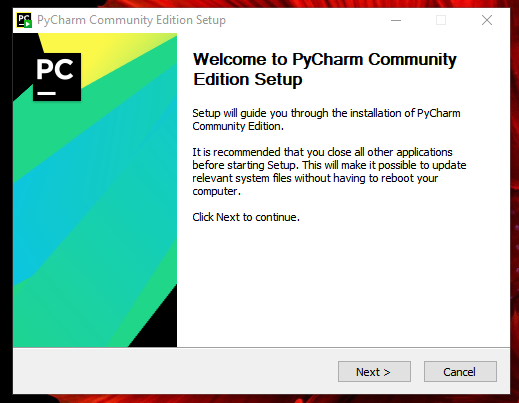 PC PyCharm Community Edition Setup
PC
Welcome to PyCharm Community
Edition Setup
Setup will guide you through the installation of PyCharm
Community Edition.
It is recommended that you close all other applications
before starting Setup. This will make it possible to update
relevant system files without having to reboot your
computer.
Click Next to continue.
Next >
Cancel